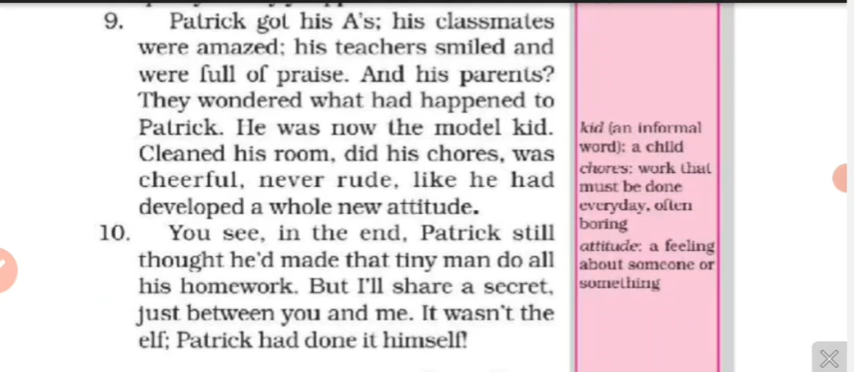 9. Patrick got his A's; his classmates
were amazed; his teachers smiled and
were full of praise. And his parents?
They wondered what had happened to
Patrick. He was now the model kid.
Cleaned his room, did his chores, was
cheerful, never rude, like he had
developed a whole new attitude.
10. You see, in the end, Patrick still
thought he'd made that tiny man do all
his homework. But I'll share a secret,
just between you and me. It wasn't the
elf; Patrick had done it himself!
kid (an informal
word): a child
chores: work that
must be done
everyday, often
boring
attitude: a feeling
about someone or
something